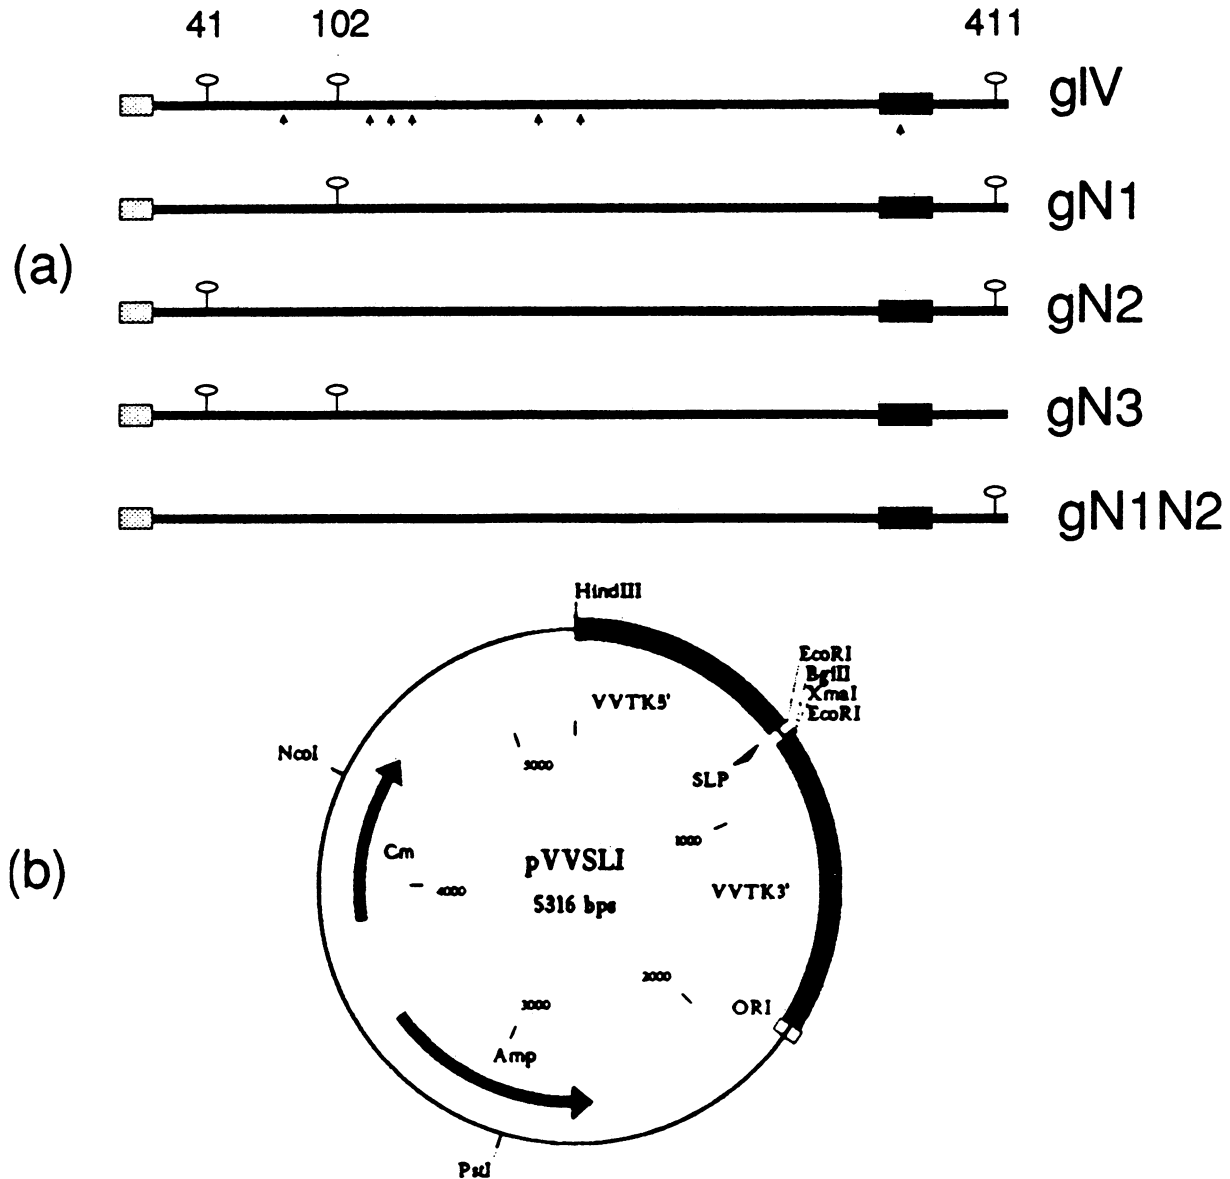 41 102 411
gIV
gN1
(a)
gN2
gN3
gN1N2
HindIII
EcoRI
BglII
XmaI
EcoRI
VVTK5'
NcoI
5000
SLP
1000
Cm
pVVSLI
(b)
4000
5316 bps
VVTK3'
2000
3000
ORI
Amp
PstI